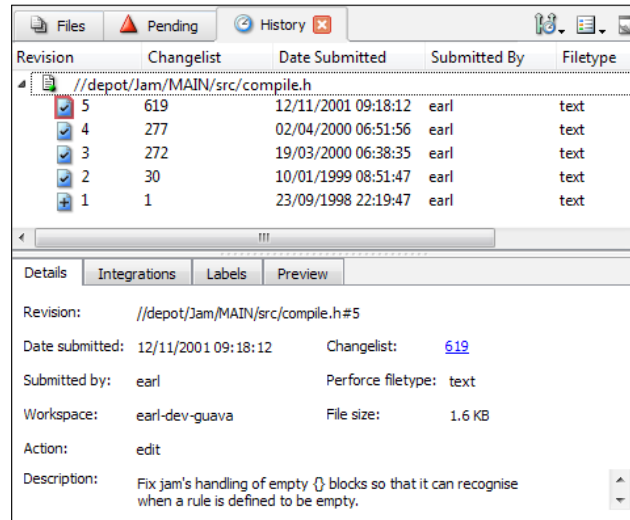 Files Pending History
Revision Changelist Date Submitted Submitted By Filetype
//depot/Jam/MAIN/src/compile.h
5 619 12/11/2001 09:18:12 earl text
4 277 02/04/2000 06:51:56 earl text
3 272 19/03/2000 06:38:35 earl text
2 30 10/01/1999 08:51:47 earl text
1 1 23/09/1998 22:19:47 earl text
Details Integrations Labels Preview
Revision: //depot/Jam/MAIN/src/compile.h#5
Date submitted: 12/11/2001 09:18:12 Changelist: 619
Submitted by: earl Perforce filetype: text
Workspace: earl-dev-guava File size: 1.6 KB
Action: edit
Description: Fix jam's handling of empty {} blocks so that it can recognise
when a rule is defined to be empty.